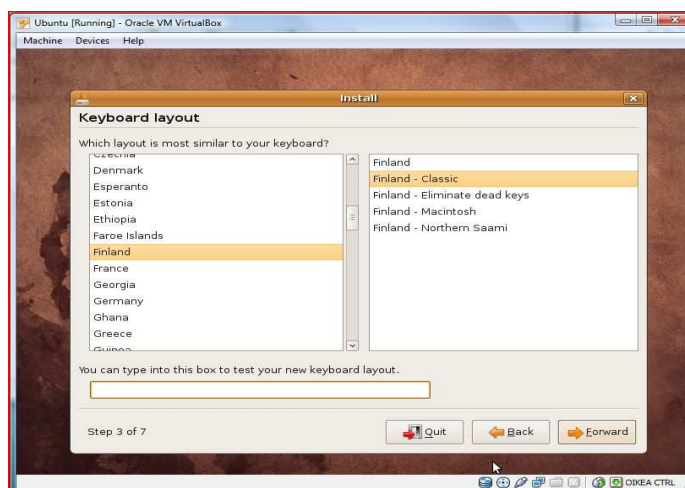 Ubuntu [Running] - Oracle VM VirtualBox
Machine Devices Help
Install
Keyboard layout
Which layout is most similar to your keyboard?
Czechia
Denmark
Esperanto
Estonia
Ethiopia
Faroe Islands
Finland
France
Georgia
Germany
Ghana
Greece
Guinea
Finland
Finland - Classic
Finland - Eliminate dead keys
Finland - Macintosh
Finland - Northern Saami
You can type into this box to test your new keyboard layout.
Step 3 of 7
Quit
Back
Forward
OIKEA CTRL